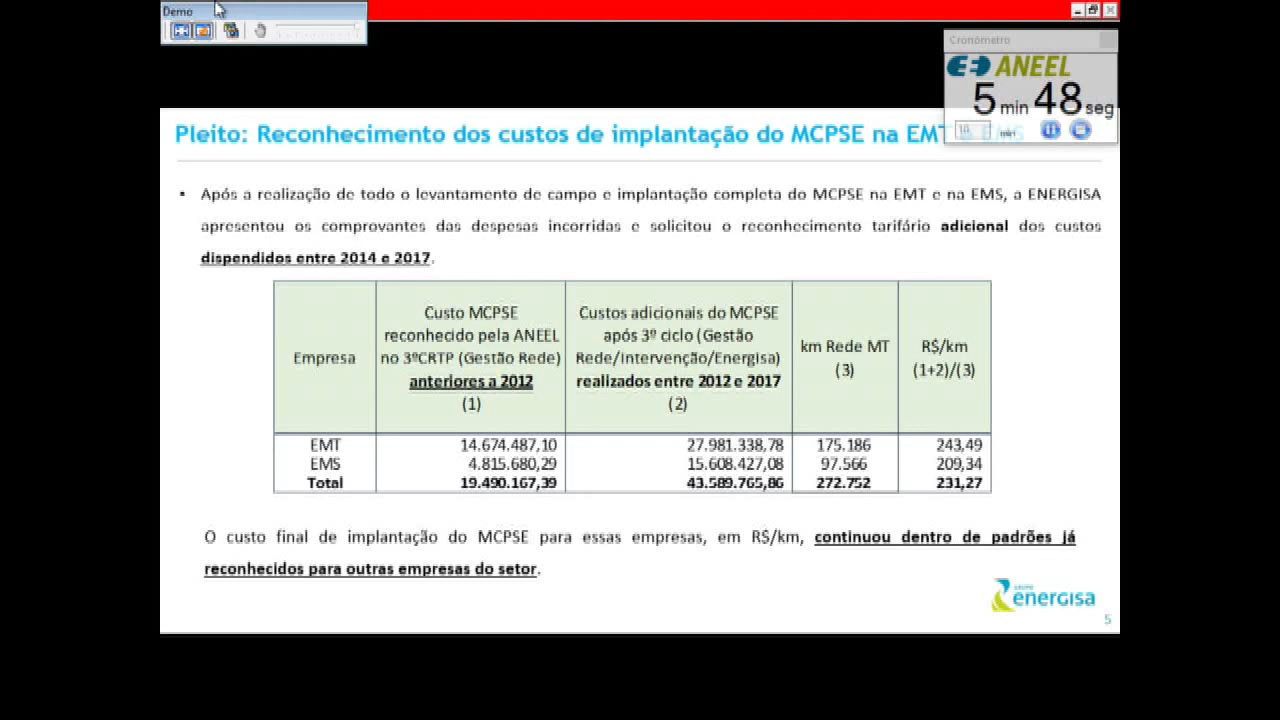 Demo
Cronômetro
ANEEL
5 min 48 seg
10 min
Pleito: Reconhecimento dos custos de implantação do MCPSE na EMT e EMS
• Após a realização de todo o levantamento de campo e implantação completa do MCPSE na EMT e na EMS, a ENERGISA
apresentou os comprovantes das despesas incorridas e solicitou o reconhecimento tarifário adicional dos custos
dispendidos entre 2014 e 2017.
Empresa
Custo MCPSE
reconhecido pela ANEEL
no 3ºCRTP (Gestão Rede)
anteriores a 2012
(1)
Custos adicionais do MCPSE
após 3º ciclo (Gestão
Rede/Intervenção/Energisa)
realizados entre 2012 e 2017
(2)
km Rede MT
(3)
R$/km
(1+2)/(3)
EMT 14.674.487,10 27.981.338,78 175.186 243,49
EMS 4.815.680,29 15.608.427,08 97.566 209,34
Total 19.490.167,39 43.589.765,86 272.752 231,27
O custo final de implantação do MCPSE para essas empresas, em R$/km, continuou dentro de padrões já
reconhecidos para outras empresas do setor.
energisa
5